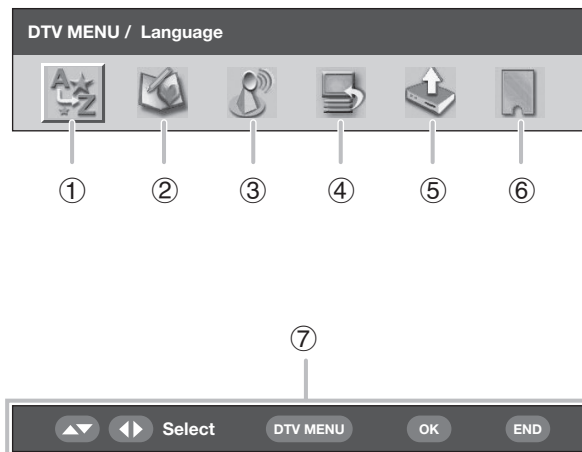 DTV MENU / Language
① ② ③ ④ ⑤ ⑥
⑦
Select DTV MENU OK END